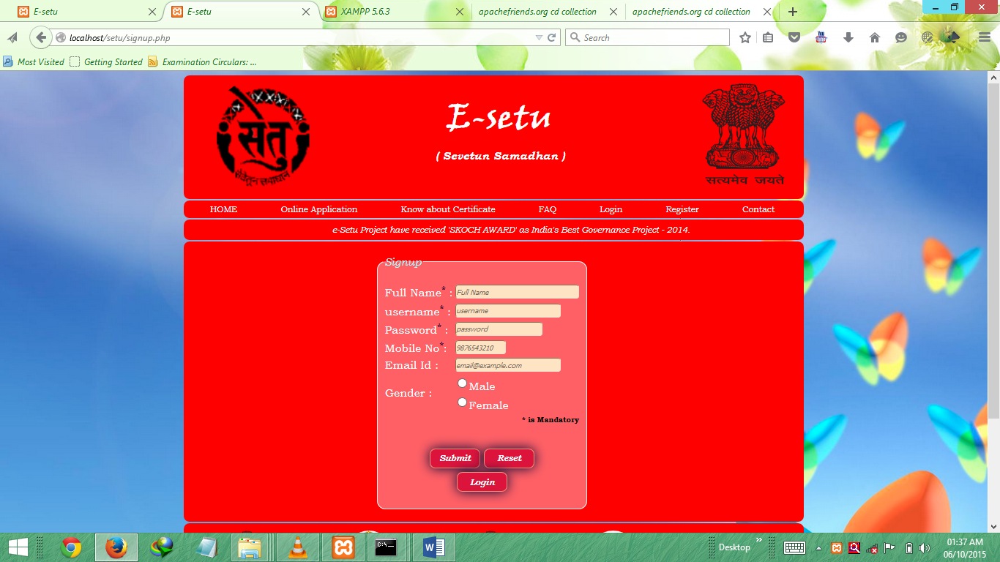 E-setu
E-setu
XAMPP 5.6.3
apachefriends.org cd collection
apachefriends.org cd collection
localhost/setu/signup.php
Search
Most Visited
Getting Started
Examination Circulars: ...
सेतु
सेवेतून समाधान
E-setu
( Sevetun Samadhan )
सत्यमेव जयते
HOME Online Application Know about Certificate FAQ Login Register Contact
e-Setu Project have received 'SKOCH AWARD' as India's Best Governance Project - 2014.
Signup
Full Name* : Full Name
username* : username
Password* : password
Mobile No*: 9876543210
Email Id : email@example.com
Gender :
Male
Female
* is Mandatory
Submit Reset
Login
Desktop
01:37 AM
06/10/2015